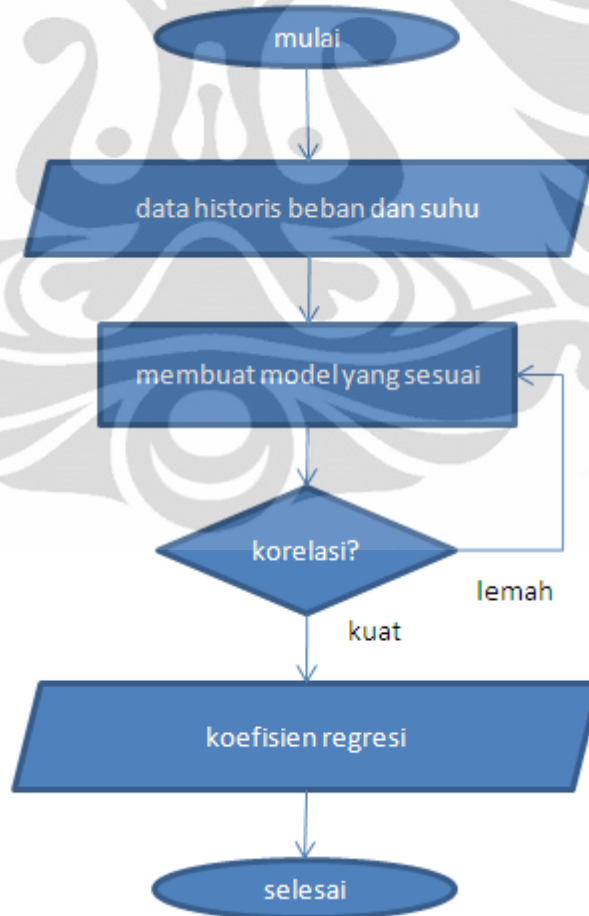 mulai
data historis beban dan suhu
membuat model yang sesuai
korelasi?
lemah
kuat
koefisien regresi
selesai